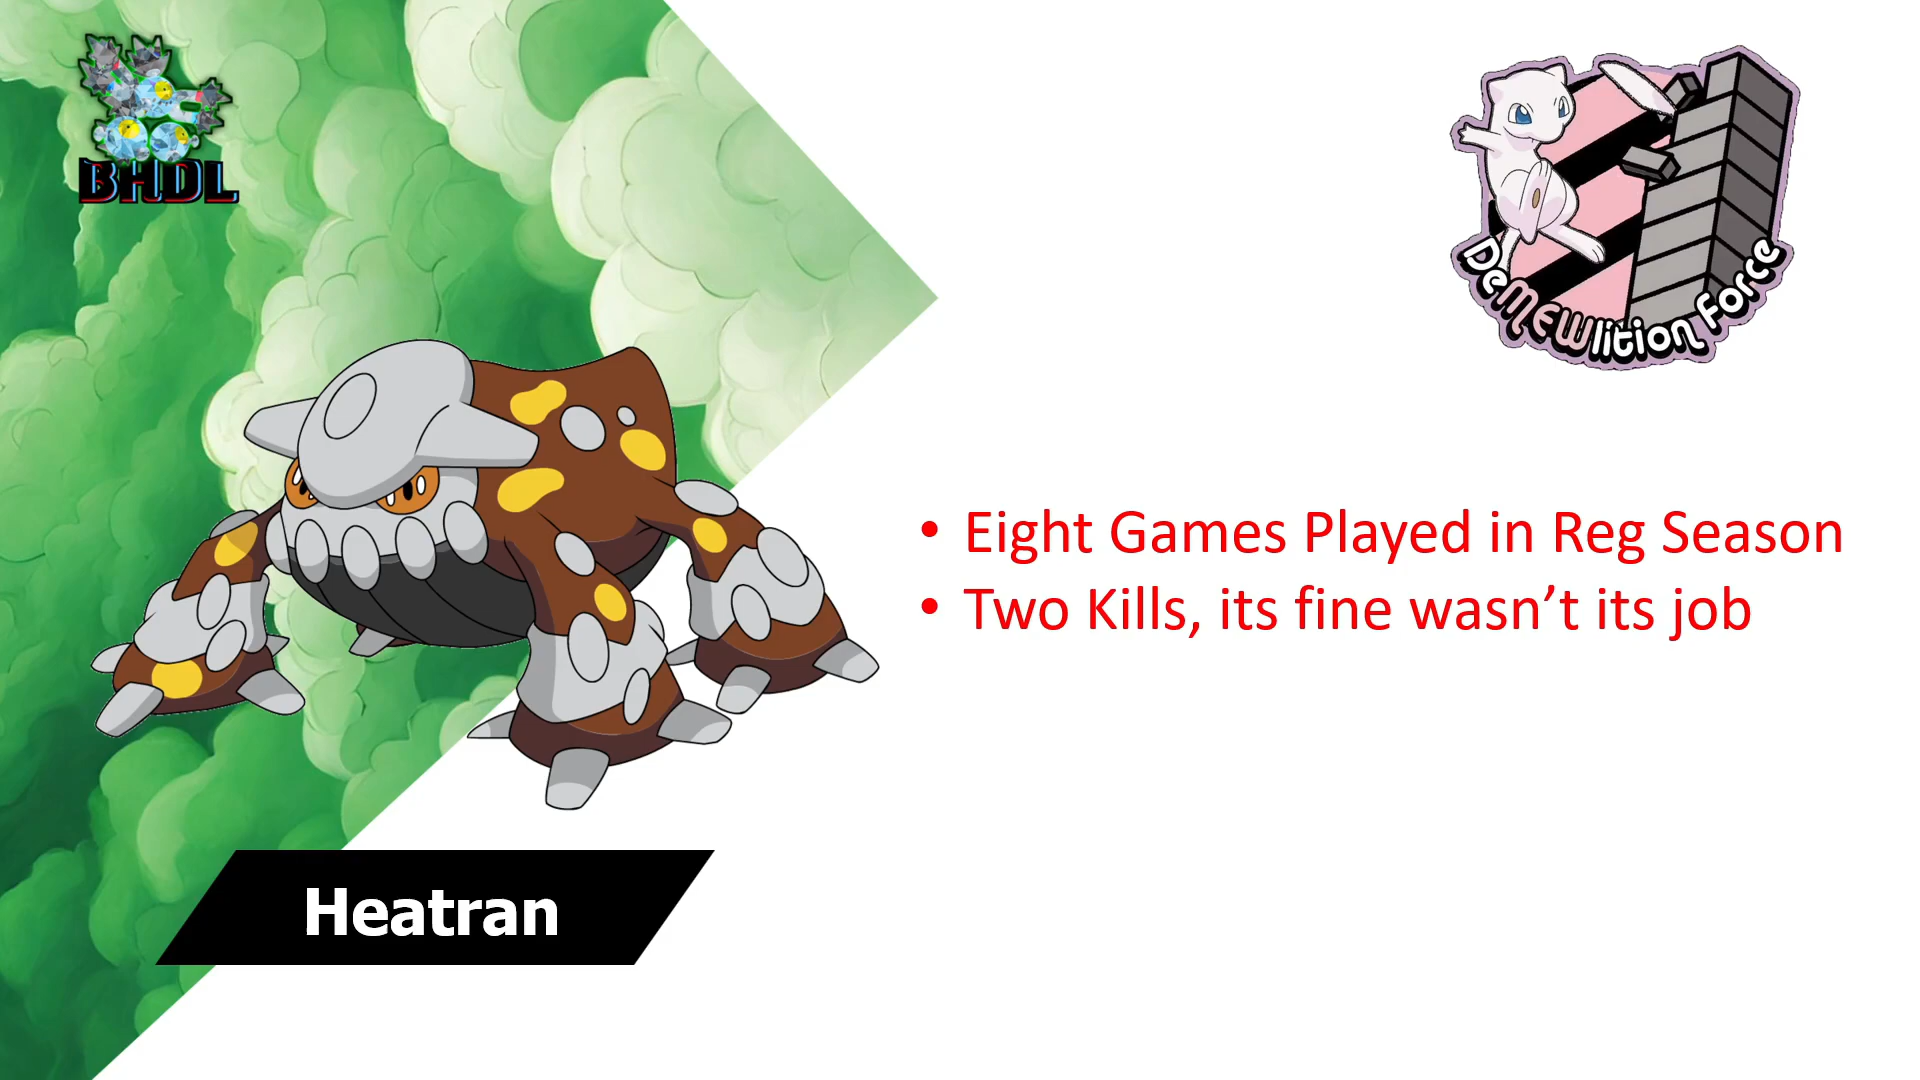 BHDL
DeMEWlition Force
• Eight Games Played in Reg Season
• Two Kills, its fine wasn’t its job
Heatran